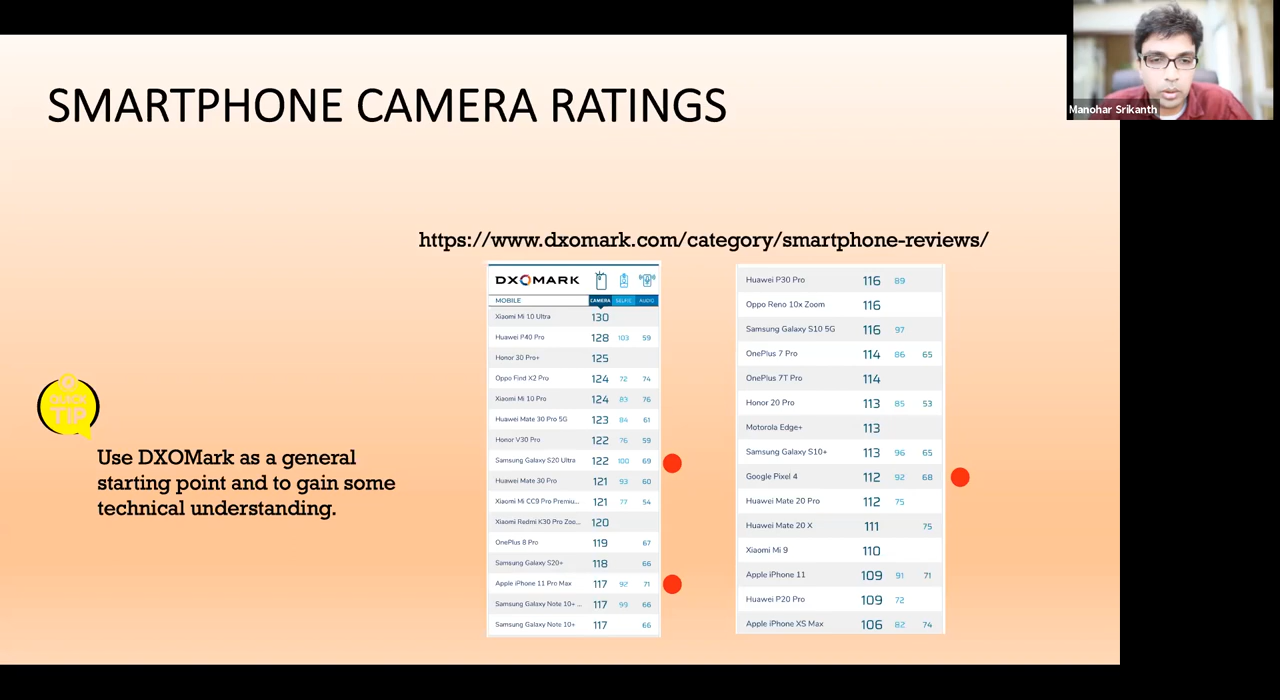 Manohar Srikanth
SMARTPHONE CAMERA RATINGS
https://www.dxomark.com/category/smartphone-reviews/
DXOMARK
MOBILE CAMERA SELFIE AUDIO
Xiaomi Mi 10 Ultra 130
Huawei P40 Pro 128 103 59
Honor 30 Pro+ 125
Oppo Find X2 Pro 124 72 74
Xiaomi Mi 10 Pro 124 83 76
Huawei Mate 30 Pro 5G 123 84 61
Honor V30 Pro 122 76 59
Samsung Galaxy S20 Ultra 122 100 69
Huawei Mate 30 Pro 121 93 60
Xiaomi Mi CC9 Pro Premiu... 121 77 54
Xiaomi Redmi K30 Pro Zoo... 120
OnePlus 8 Pro 119 67
Samsung Galaxy S20+ 118 66
Apple iPhone 11 Pro Max 117 92 71
Samsung Galaxy Note 10+ ... 117 99 66
Samsung Galaxy Note 10+ 117 66
Huawei P30 Pro 116 89
Oppo Reno 10x Zoom 116
Samsung Galaxy S10 5G 116 97
OnePlus 7 Pro 114 86 65
OnePlus 7T Pro 114
Honor 20 Pro 113 85 53
Motorola Edge+ 113
Samsung Galaxy S10+ 113 96 65
Google Pixel 4 112 92 68
Huawei Mate 20 Pro 112 75
Huawei Mate 20 X 111 75
Xiaomi Mi 9 110
Apple iPhone 11 109 91 71
Huawei P20 Pro 109 72
Apple iPhone XS Max 106 82 74
QUICK
TIP
Use DXOMark as a general
starting point and to gain some
technical understanding.